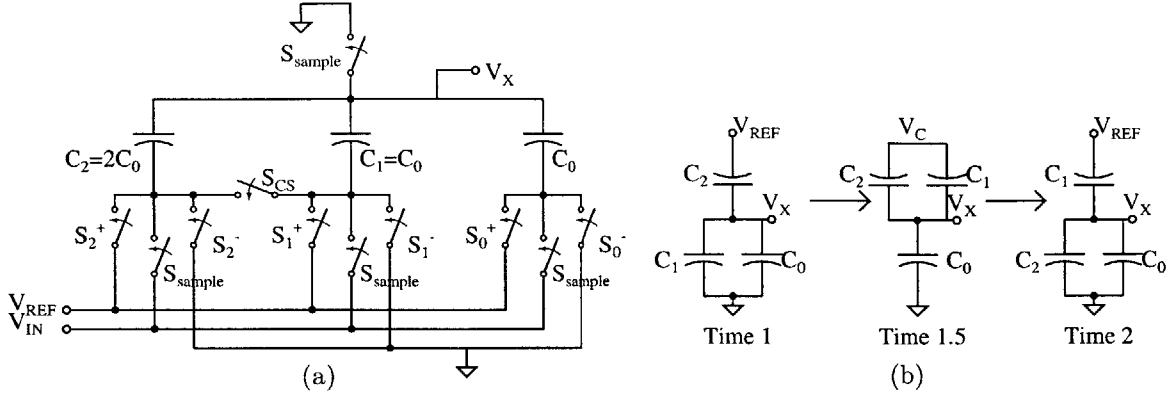 S_sample
V_X
C_2=2C_0
C_1=C_0
C_0
S_CS
S_2^+
S_sample
S_2^-
S_1^+
S_sample
S_1^-
S_0^+
S_sample
S_0^-
V_REF
V_IN
(a)
V_REF
C_2
V_X
C_1
C_0
Time 1
V_C
C_2
C_1
V_X
C_0
Time 1.5
V_REF
C_1
V_X
C_2
C_0
Time 2
(b)